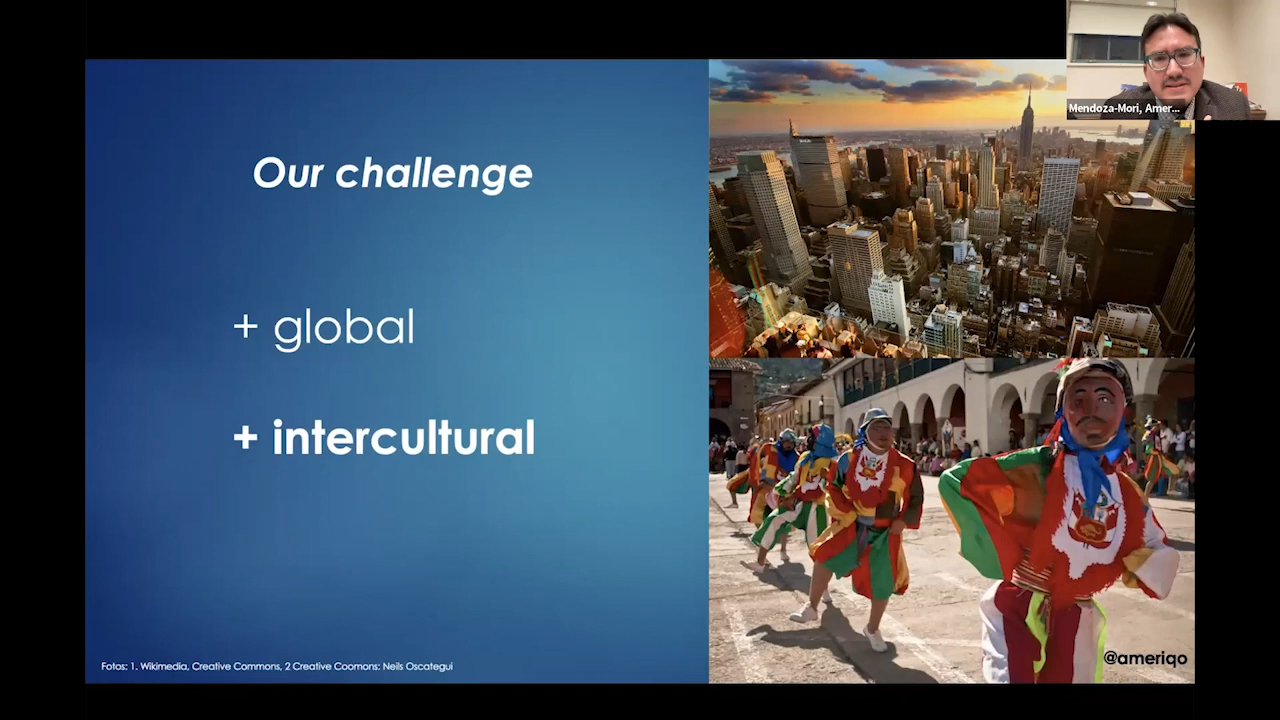 Mendoza-Mori, Amer...
Our challenge
+ global
+ intercultural
Fotos: 1. Wikimedia, Creative Commons, 2 Creative Coomons: Neils Oscategui
@ameriqo